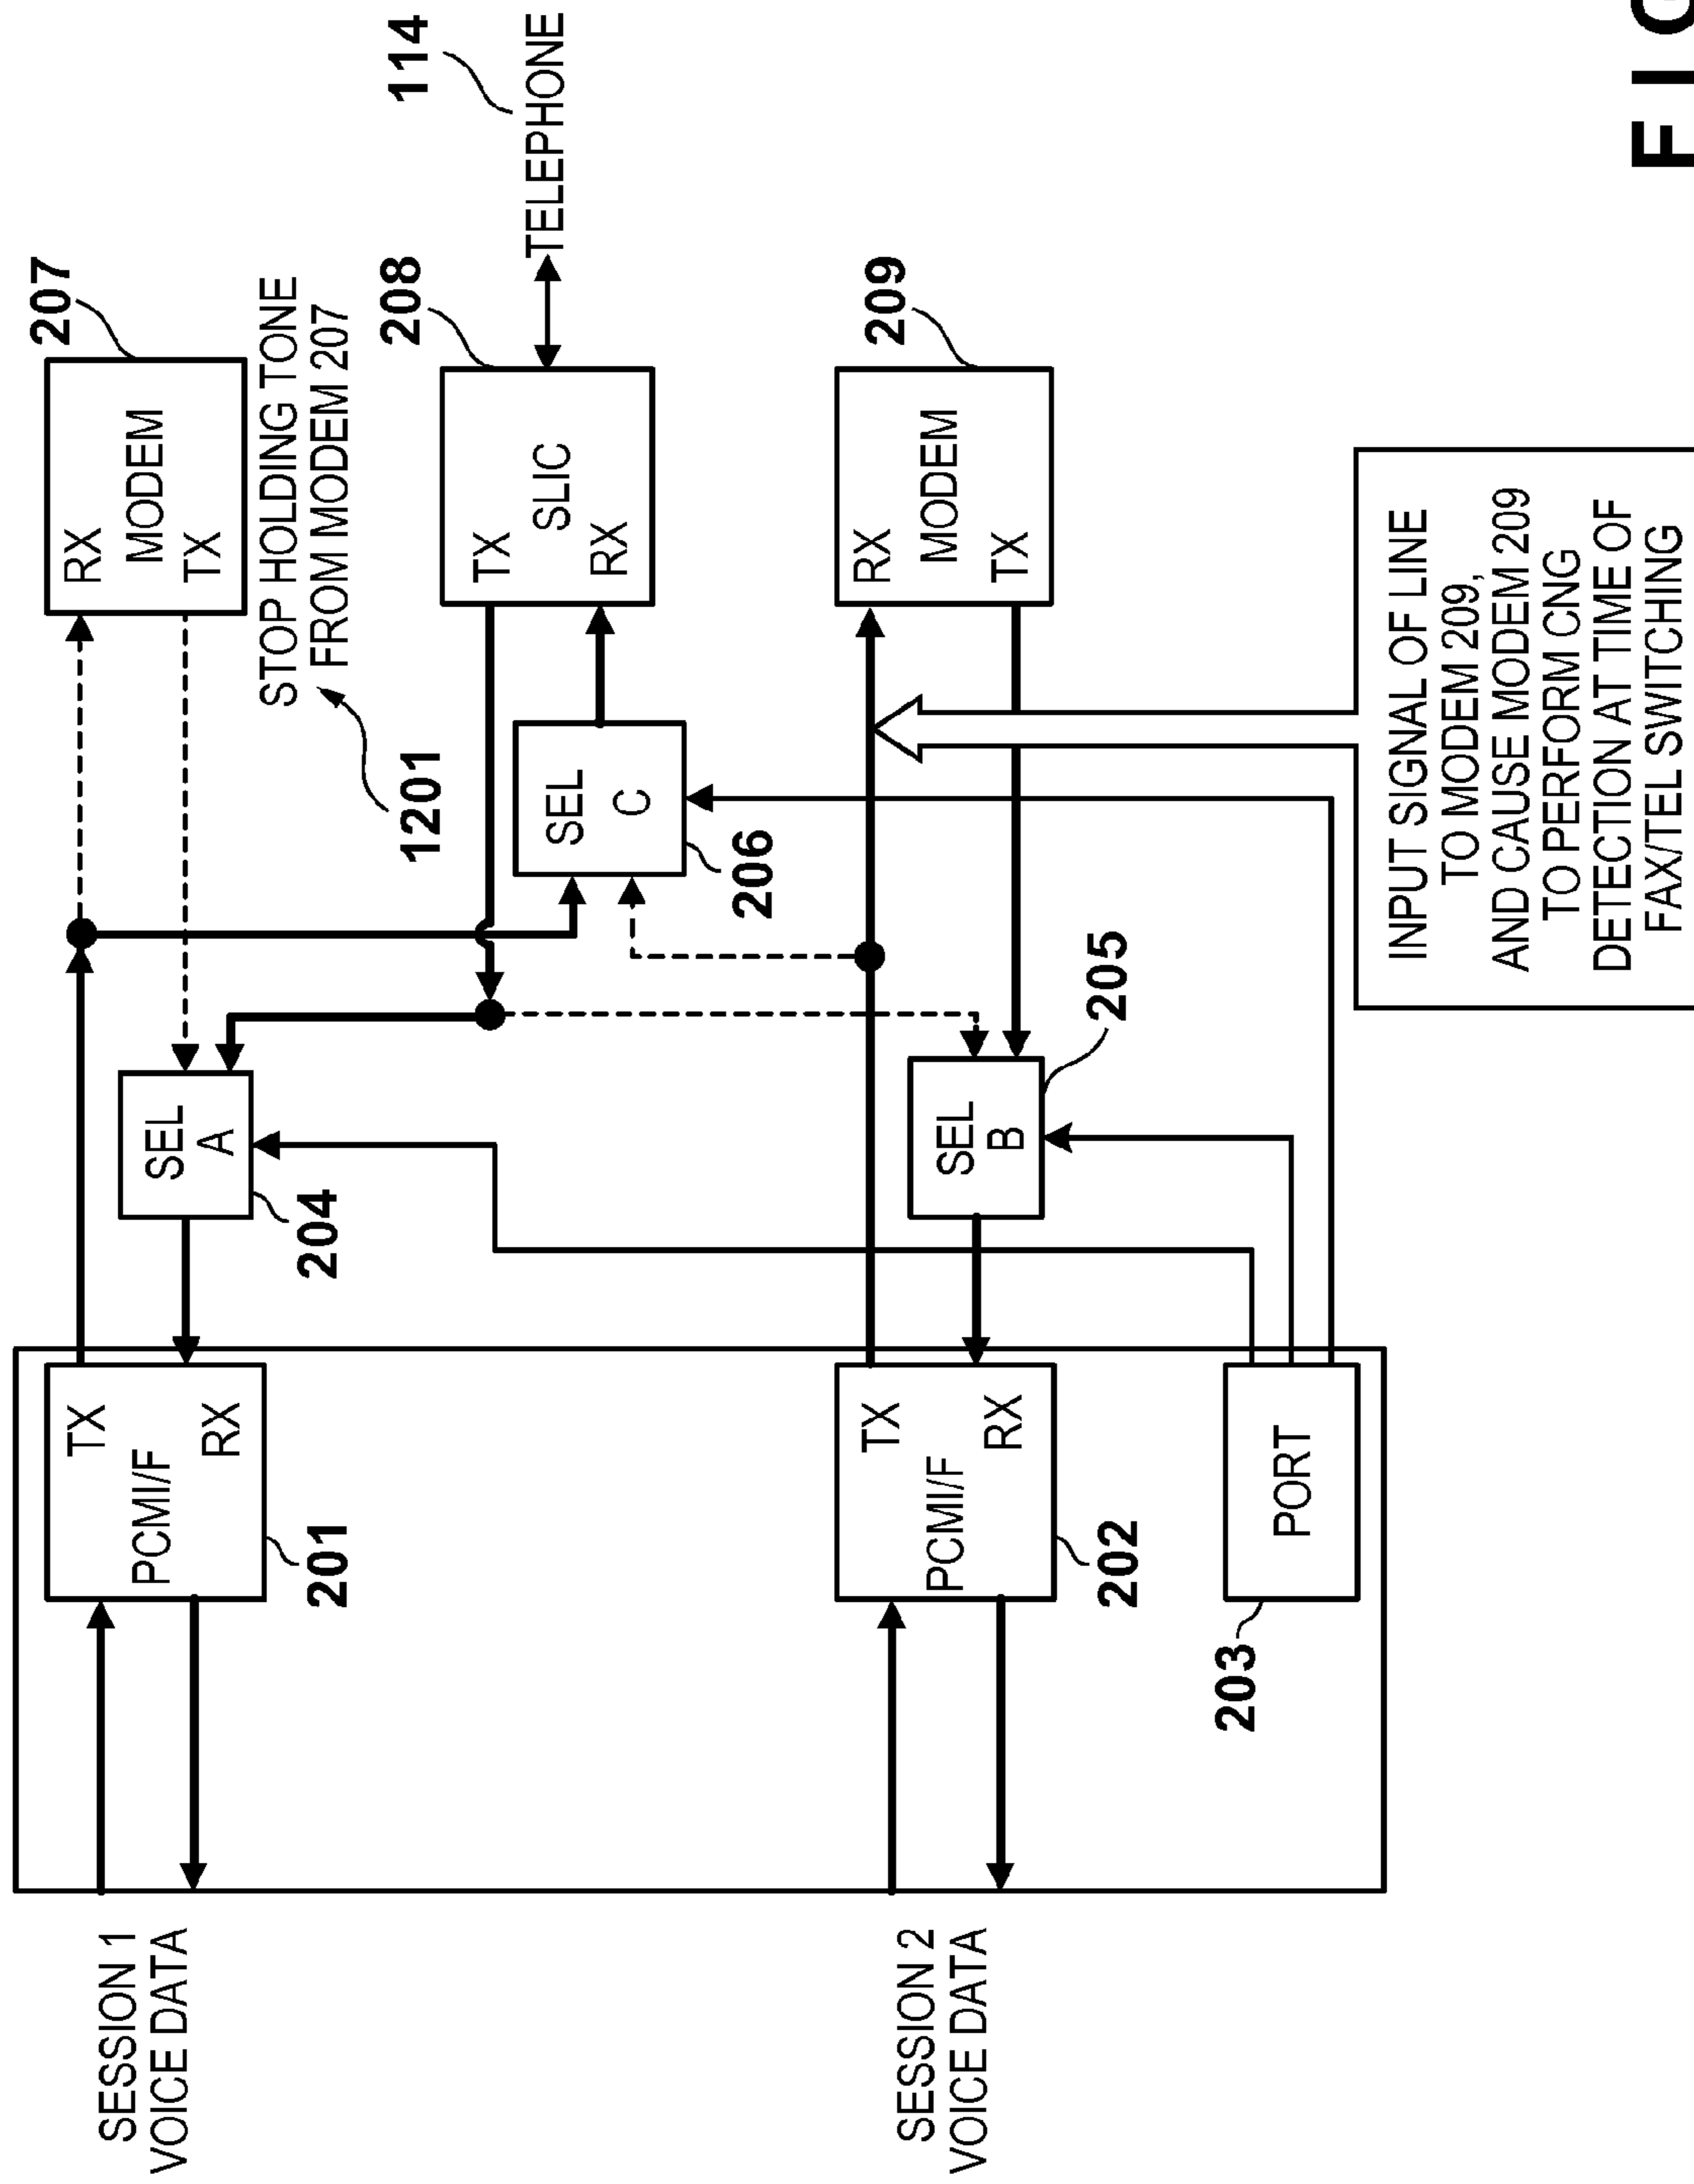 SESSION 1
VOICE DATA
TX
PCMI/F
RX
201
SEL
A
204
RX
MODEM
TX
207
STOP HOLDING TONE
FROM MODEM 207
1201
TX
SLIC
RX
208
TELEPHONE
114
SEL
C
206
SESSION 2
VOICE DATA
TX
PCMI/F
RX
202
SEL
B
205
RX
MODEM
TX
209
PORT
203
INPUT SIGNAL OF LINE
TO MODEM 209,
AND CAUSE MODEM 209
TO PERFORM CNG
DETECTION AT TIME OF
FAX/TEL SWITCHING
F I G